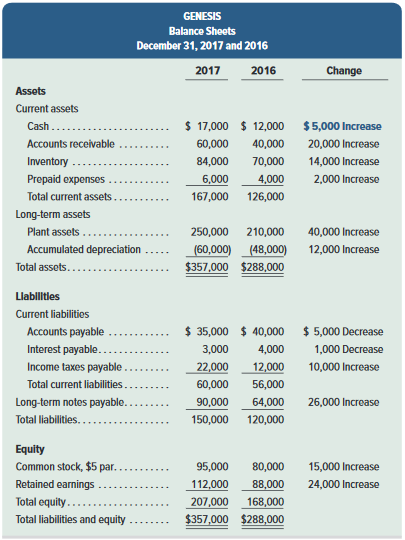 GENESIS
Balance Sheets
December 31, 2017 and 2016
2017 2016 Change
Assets
Current assets
Cash . . . . . . . . . . . . . . . . . . . . . . $ 17,000 $ 12,000 $ 5,000 Increase
Accounts receivable . . . . . . . . . . 60,000 40,000 20,000 Increase
Inventory . . . . . . . . . . . . . . . . . . . 84,000 70,000 14,000 Increase
Prepaid expenses . . . . . . . . . . . . 6,000 4,000 2,000 Increase
Total current assets . . . . . . . . . . . 167,000 126,000
Long-term assets
Plant assets . . . . . . . . . . . . . . . . . 250,000 210,000 40,000 Increase
Accumulated depreciation . . . . . (60,000) (48,000) 12,000 Increase
Total assets. . . . . . . . . . . . . . . . . . . $357,000 $288,000
Liabilities
Current liabilities
Accounts payable . . . . . . . . . . . . $ 35,000 $ 40,000 $ 5,000 Decrease
Interest payable. . . . . . . . . . . . . . 3,000 4,000 1,000 Decrease
Income taxes payable . . . . . . . . . 22,000 12,000 10,000 Increase
Total current liabilities . . . . . . . . . 60,000 56,000
Long-term notes payable. . . . . . . . . 90,000 64,000 26,000 Increase
Total liabilities. . . . . . . . . . . . . . . . . 150,000 120,000
Equity
Common stock, $5 par. . . . . . . . . . . 95,000 80,000 15,000 Increase
Retained earnings . . . . . . . . . . . . . . 112,000 88,000 24,000 Increase
Total equity . . . . . . . . . . . . . . . . . . . 207,000 168,000
Total liabilities and equity . . . . . . . . $357,000 $288,000